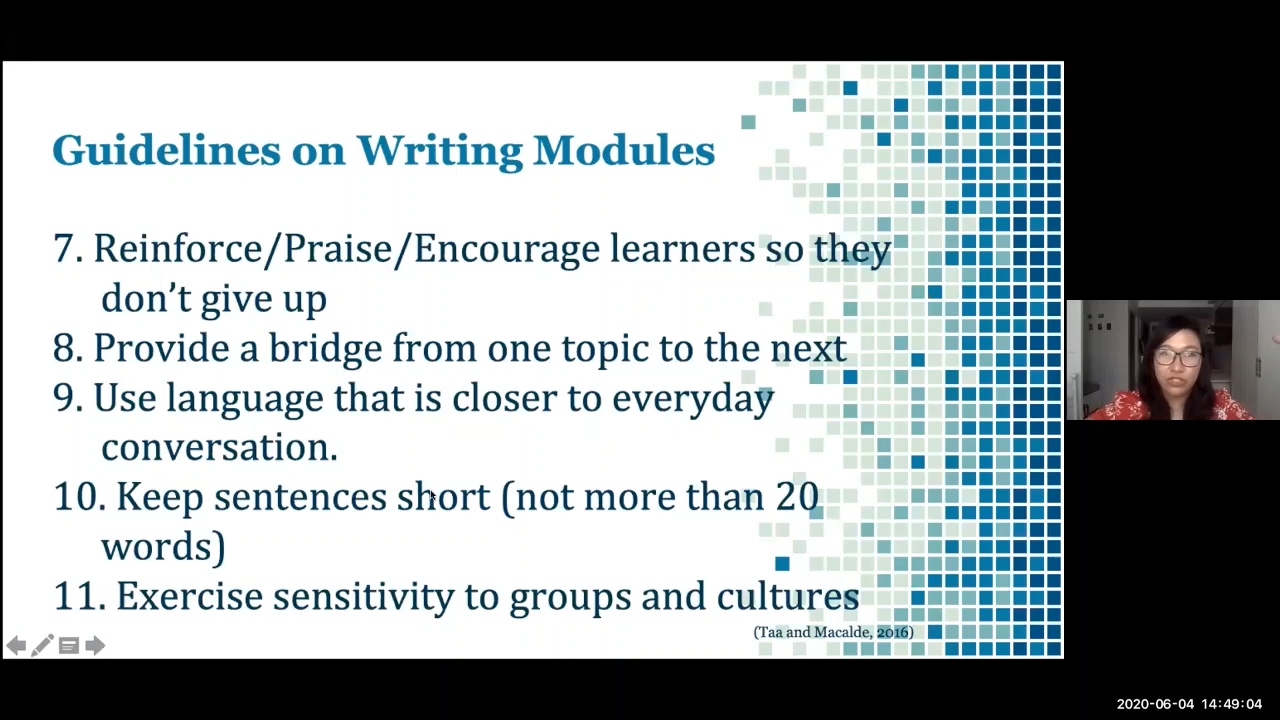 Guidelines on Writing Modules
7. Reinforce/Praise/Encourage learners so they
don’t give up
8. Provide a bridge from one topic to the next
9. Use language that is closer to everyday
conversation.
10. Keep sentences short (not more than 20
words)
11. Exercise sensitivity to groups and cultures
(Taa and Macalde, 2016)
2020-06-04 14:49:04